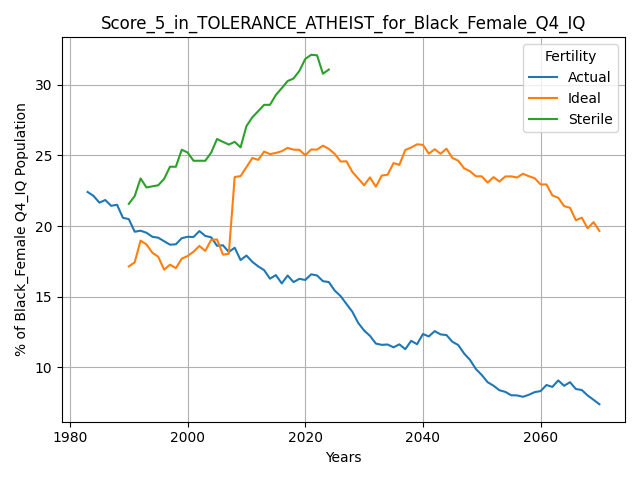 Score_5_in_TOLERANCE_ATHEIST_for_Black_Female_Q4_IQ
Fertility
Actual
Ideal
Sterile
% of Black_Female Q4_IQ Population
30
25
20
15
10
1980
2000
2020
2040
2060
Years